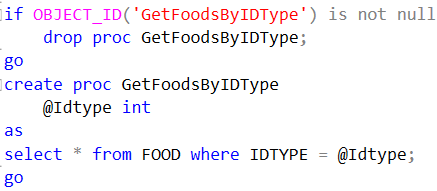 if OBJECT_ID('GetFoodsByIDType') is not null
    drop proc GetFoodsByIDType;
go
create proc GetFoodsByIDType
    @Idtype int
as
select * from FOOD where IDTYPE = @Idtype;
go